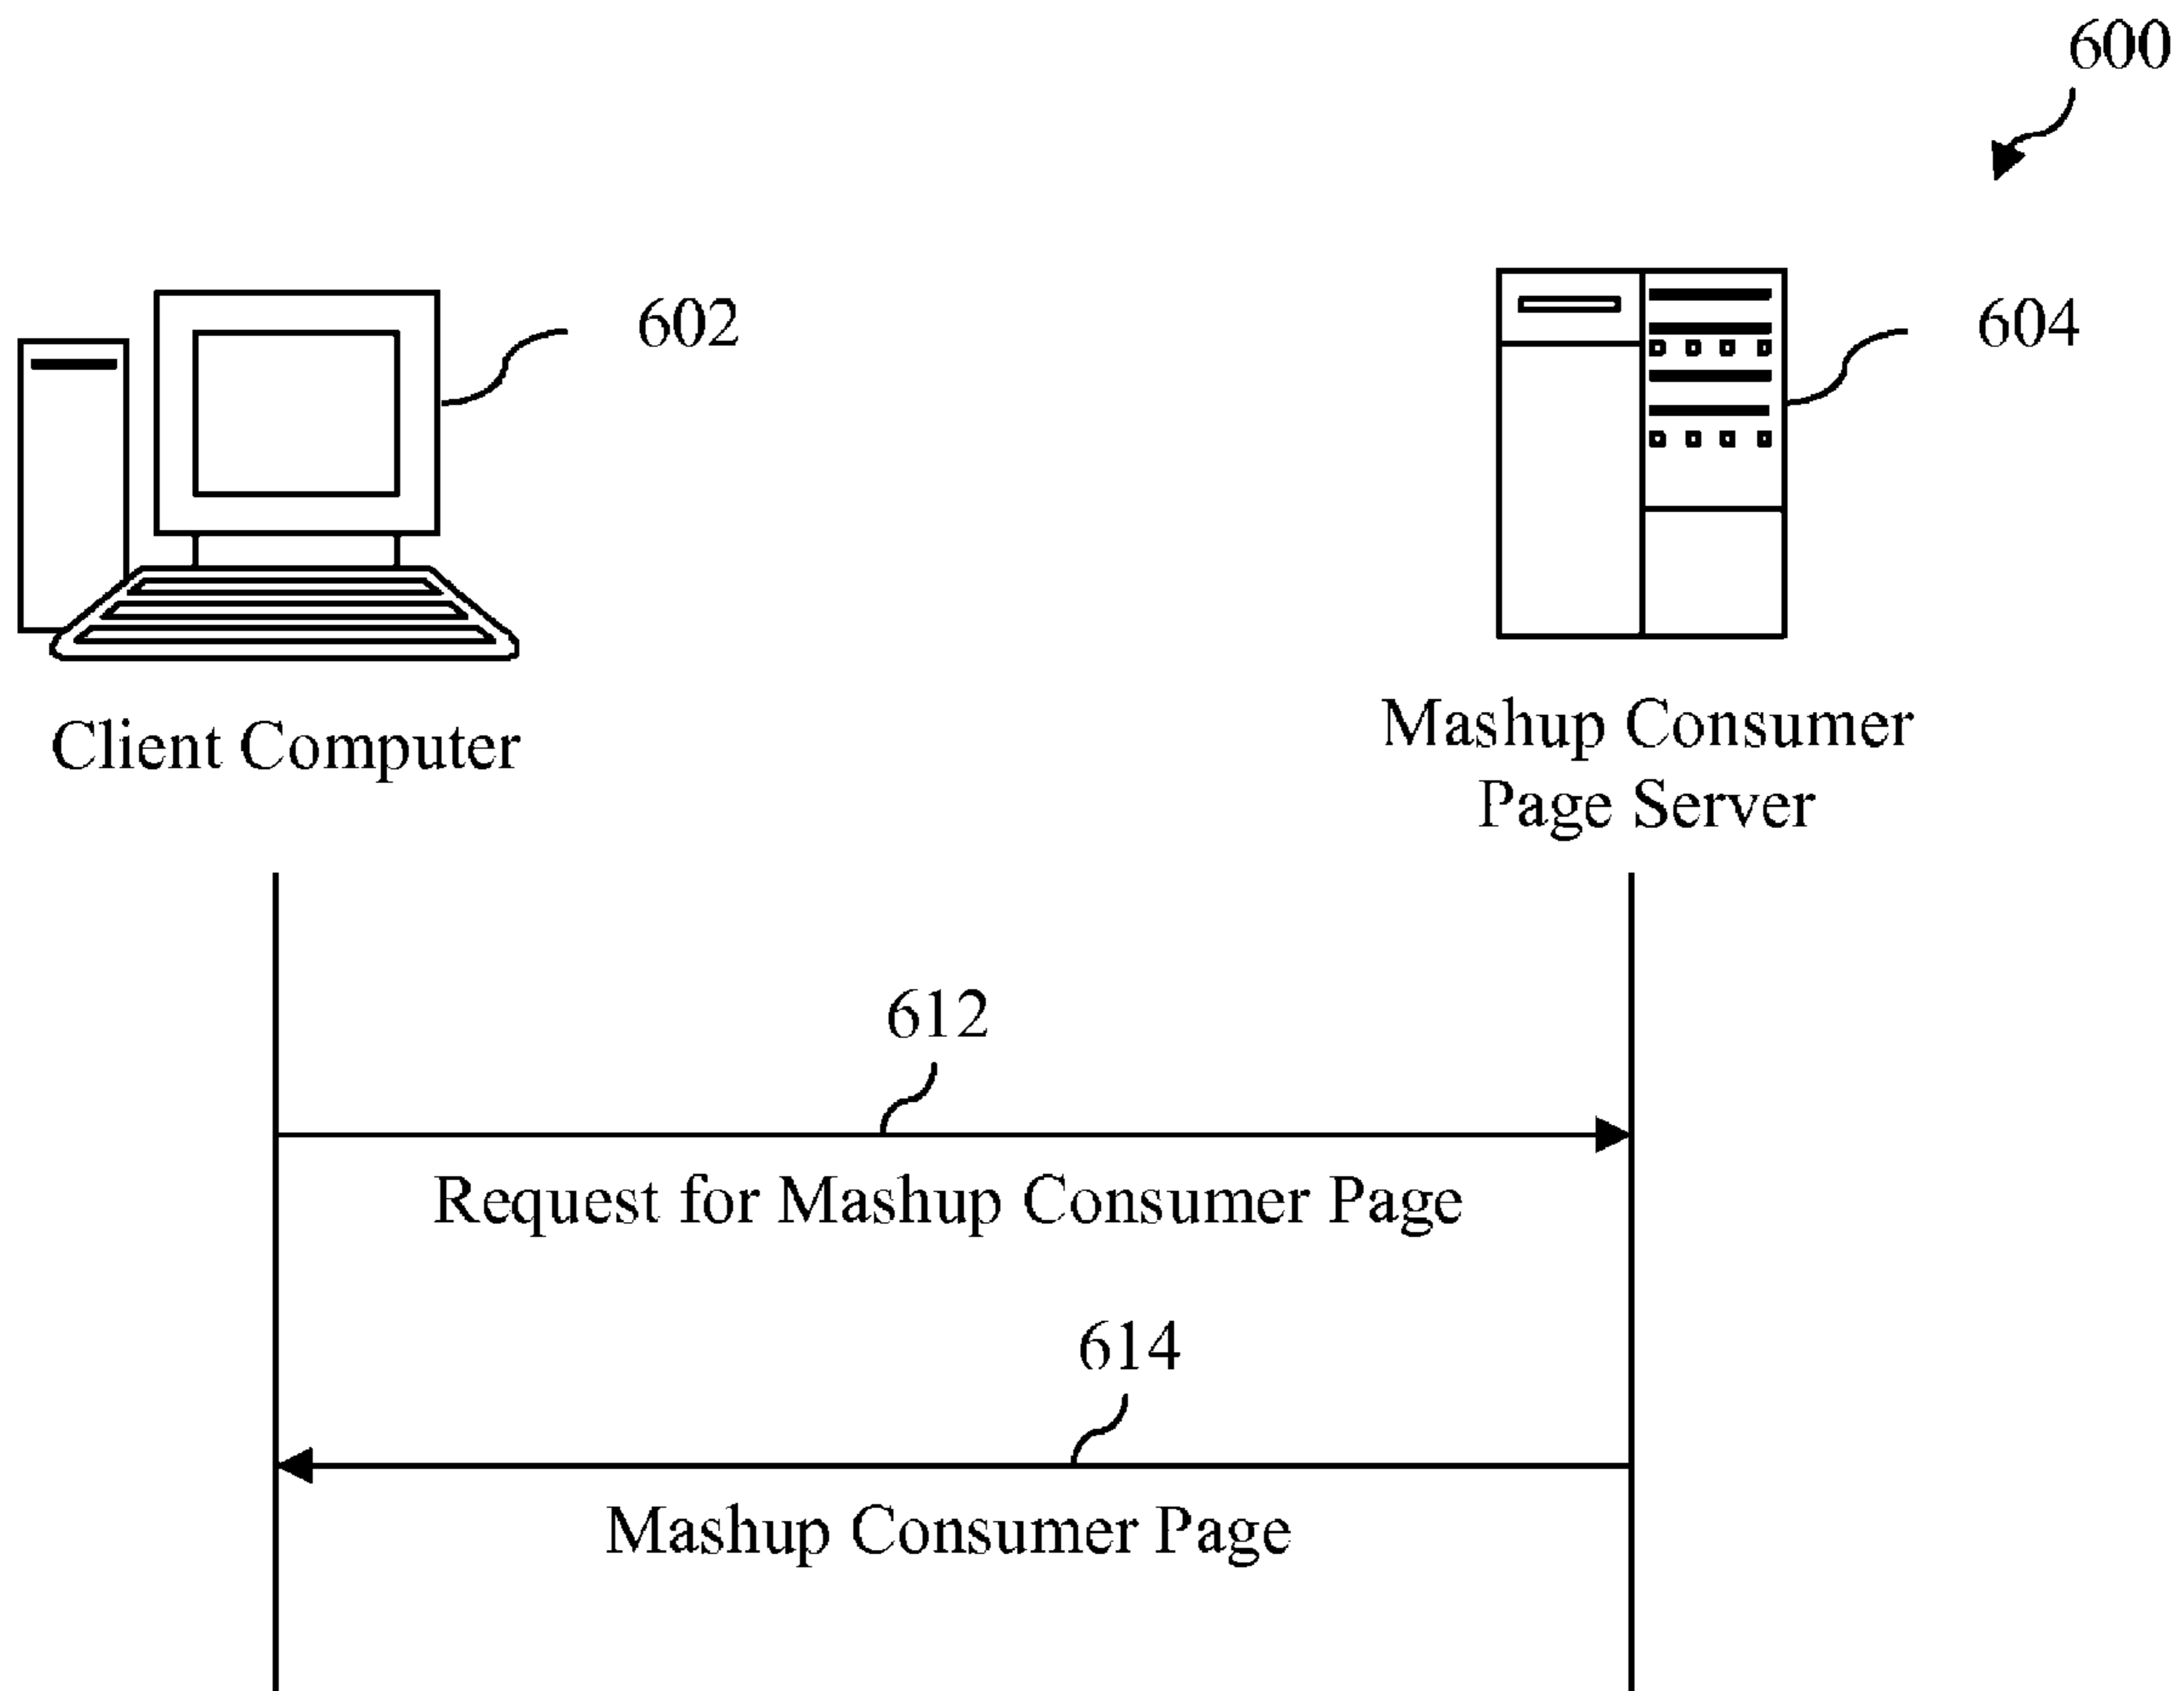 600
602
604
Client Computer
Mashup Consumer
Page Server
612
Request for Mashup Consumer Page
614
Mashup Consumer Page